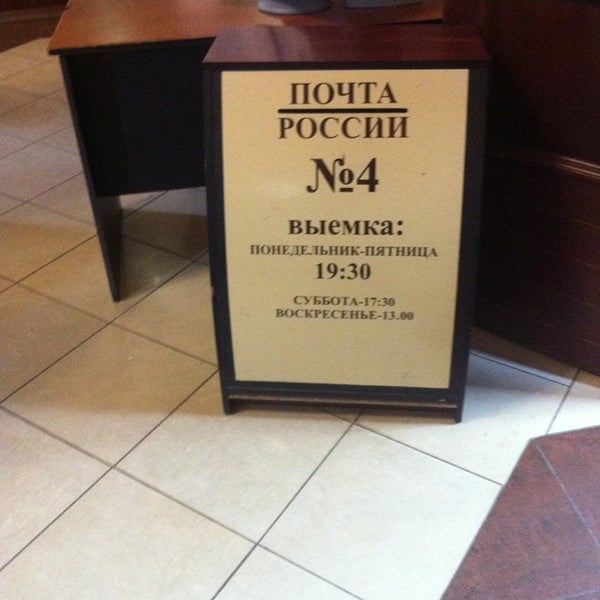 ПОЧТА
РОССИИ
№4
выемка:
ПОНЕДЕЛЬНИК-ПЯТНИЦА
19:30
СУББОТА-17:30
ВОСКРЕСЕНЬЕ-13.00